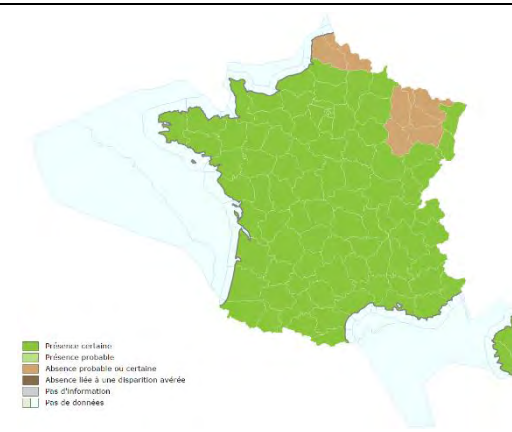 Présence certaine
Présence probable
Absence probable ou certaine
Absence liée à une disparition avérée
Pas d'information
Pas de données